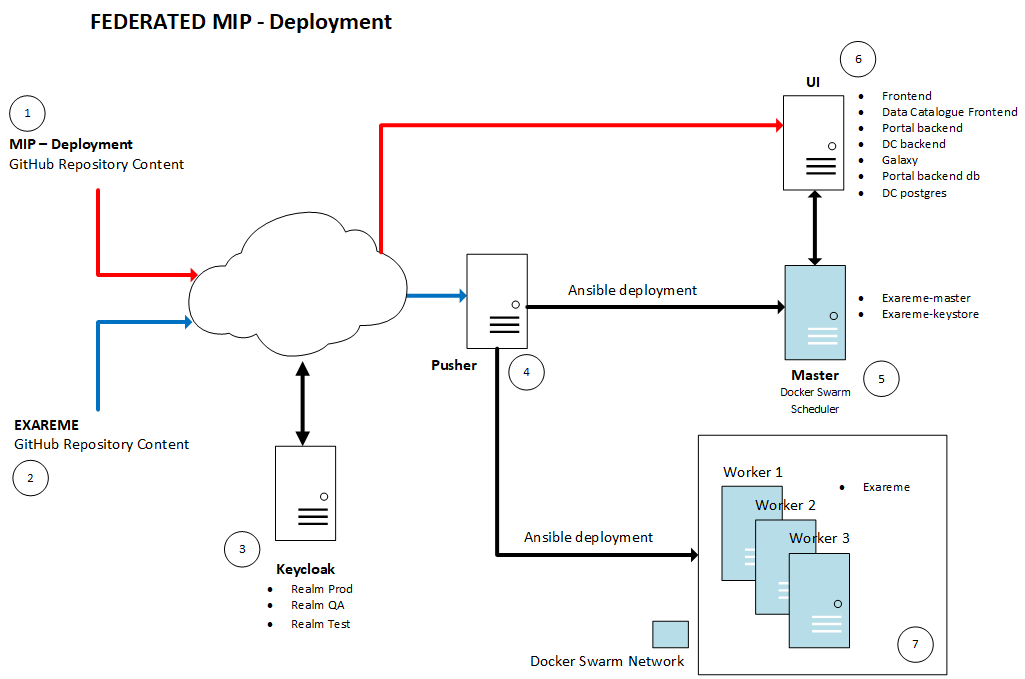 FEDERATED MIP - Deployment
1
MIP – Deployment
GitHub Repository Content
6
UI
Frontend
Data Catalogue Frontend
Portal backend
DC backend
Galaxy
Portal backend db
DC postgres
Ansible deployment
Exareme-master
Exareme-keystore
Pusher
4
Master
Docker Swarm
Scheduler
5
EXAREME
GitHub Repository Content
2
3
Keycloak
Realm Prod
Realm QA
Realm Test
Ansible deployment
Worker 1
Exareme
Worker 2
Worker 3
7
Docker Swarm Network